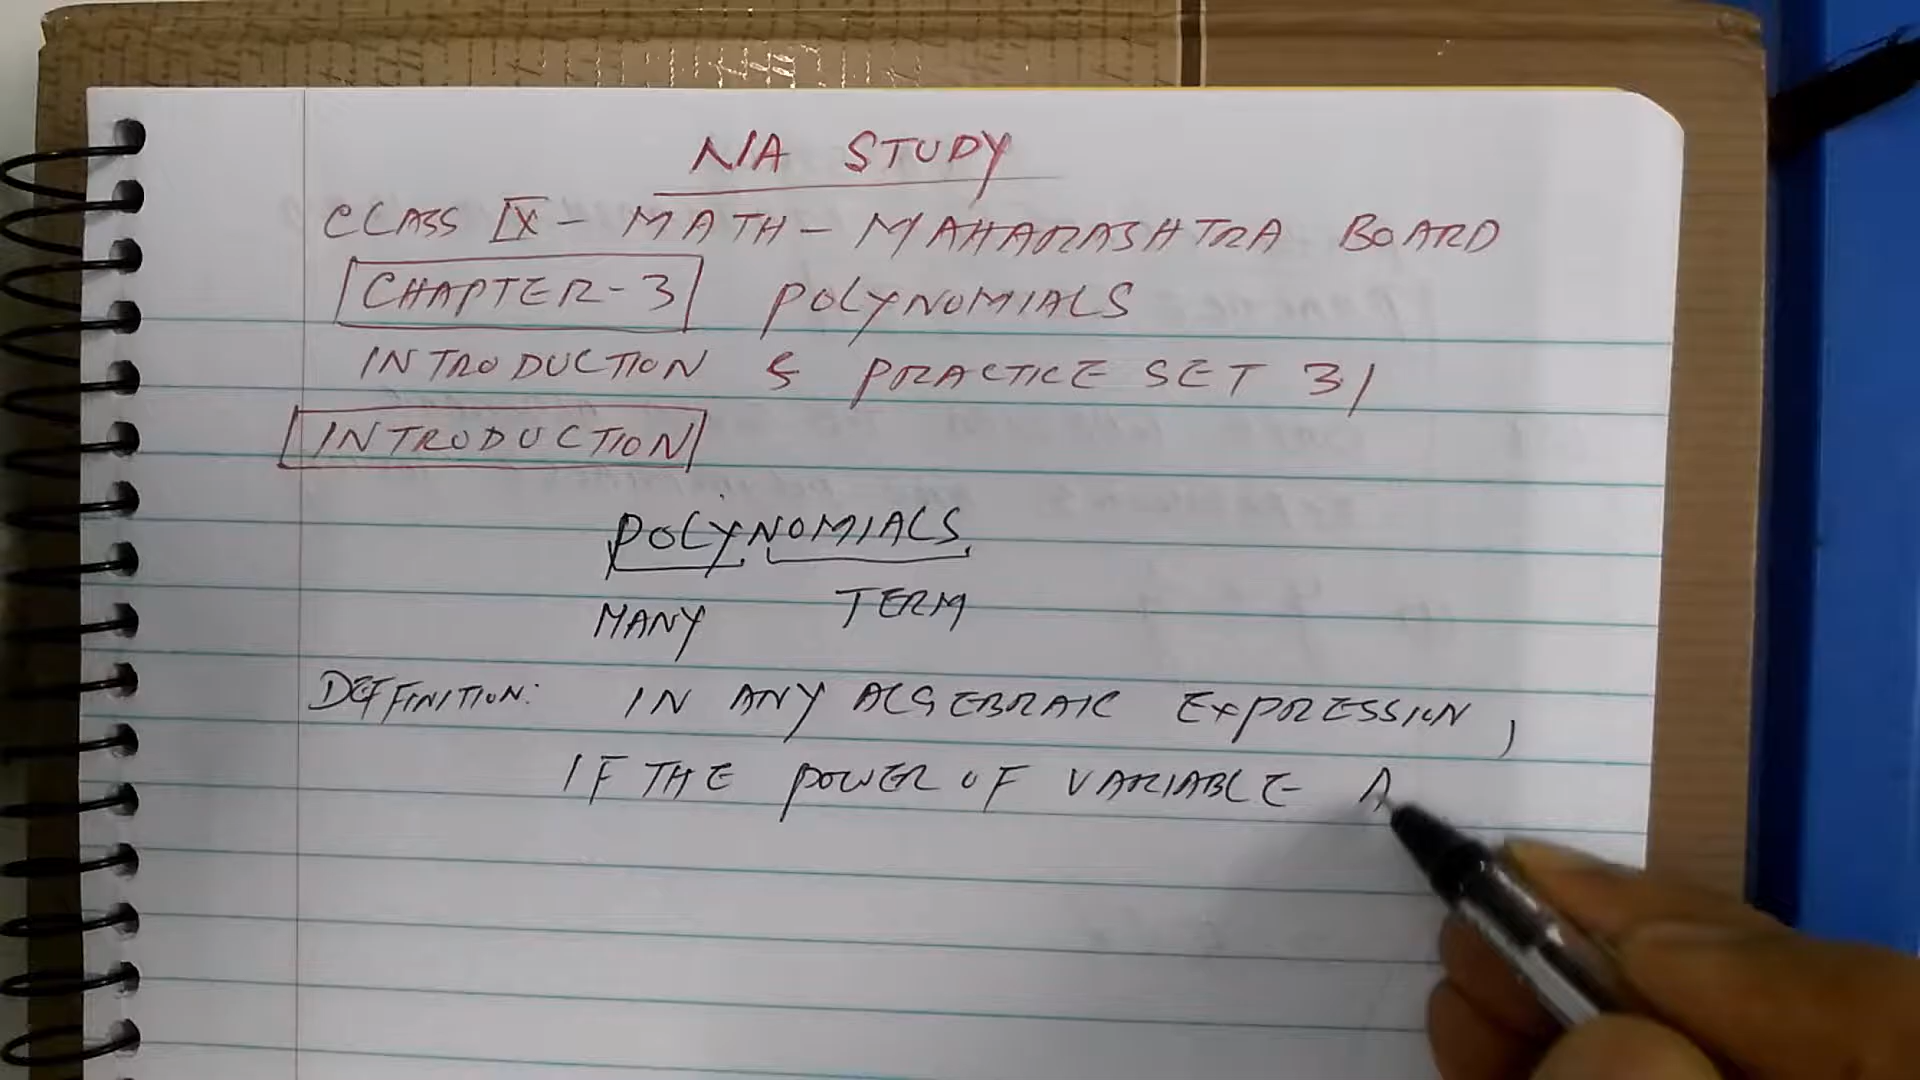 NIA STUDY
CLASS IX - MATH - MAHARASHTRA BOARD
CHAPTER-3 POLYNOMIALS
INTRODUCTION & PRACTICE SET 3.1
INTRODUCTION
POLYNOMIALS
MANY TERM
DEFFINITION: IN ANY ALGEBRAIC EXPRESSION,
IF THE POWER OF VARIABLE A